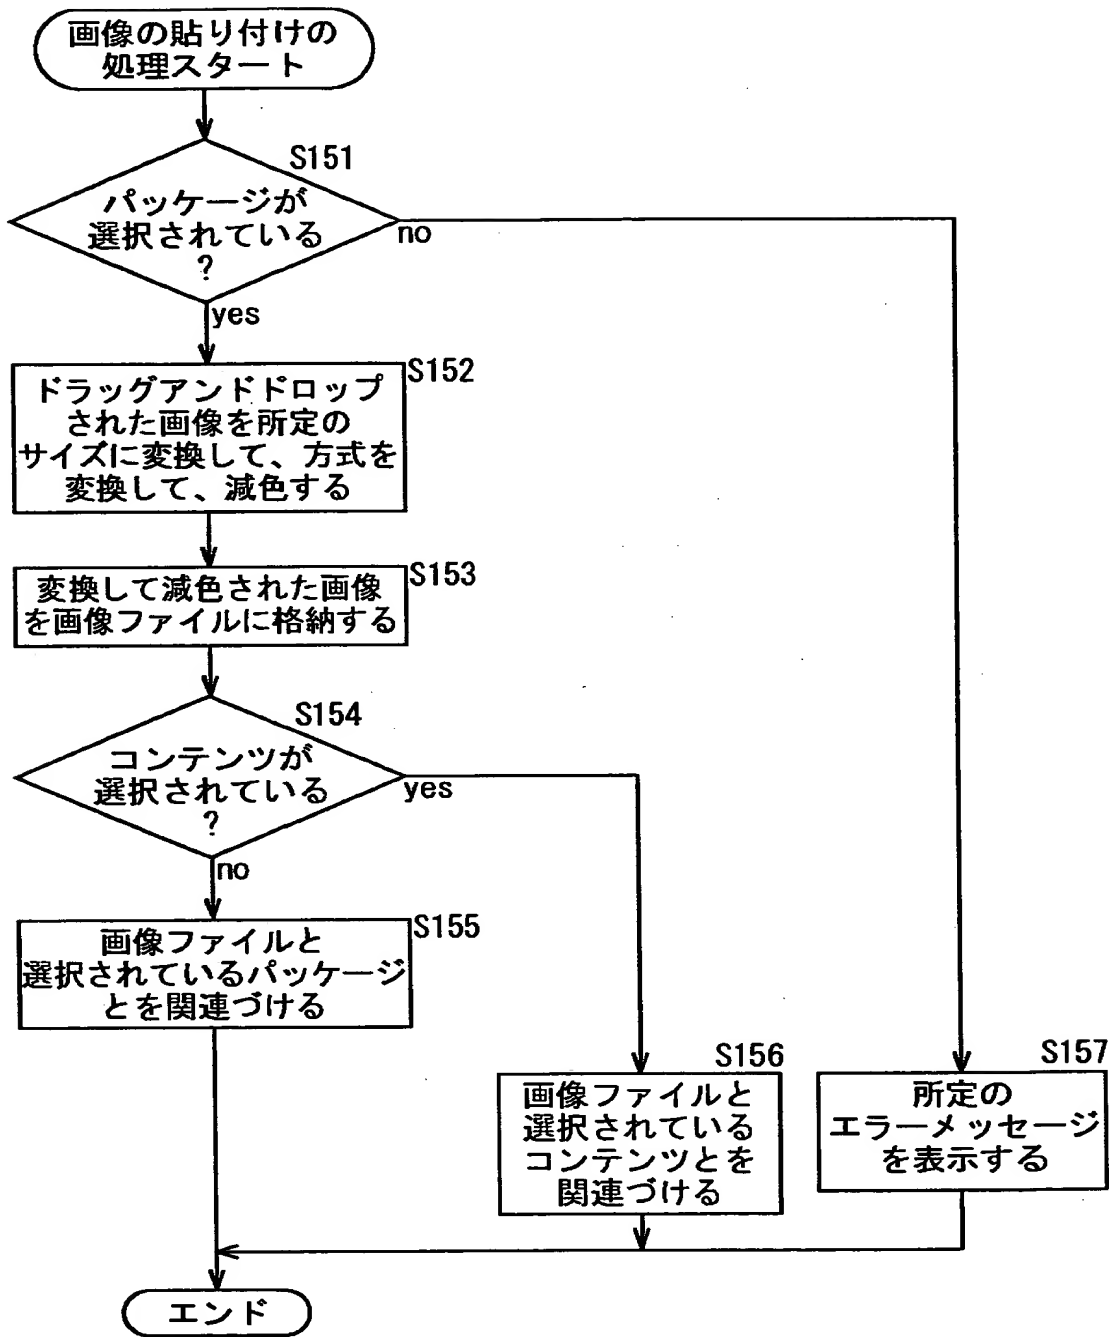 画像の貼り付けの
処理スタート
S151
パッケージが
選択されている
?
no
yes
S152
ドラッグアンドドロップ
された画像を所定の
サイズに変換して、方式を
変換して、減色する
S153
変換して減色された画像
を画像ファイルに格納する
S154
コンテンツが
選択されている
?
yes
no
S155
画像ファイルと
選択されているパッケージ
とを関連づける
S156
画像ファイルと
選択されている
コンテンツとを
関連づける
S157
所定の
エラーメッセージ
を表示する
エンド